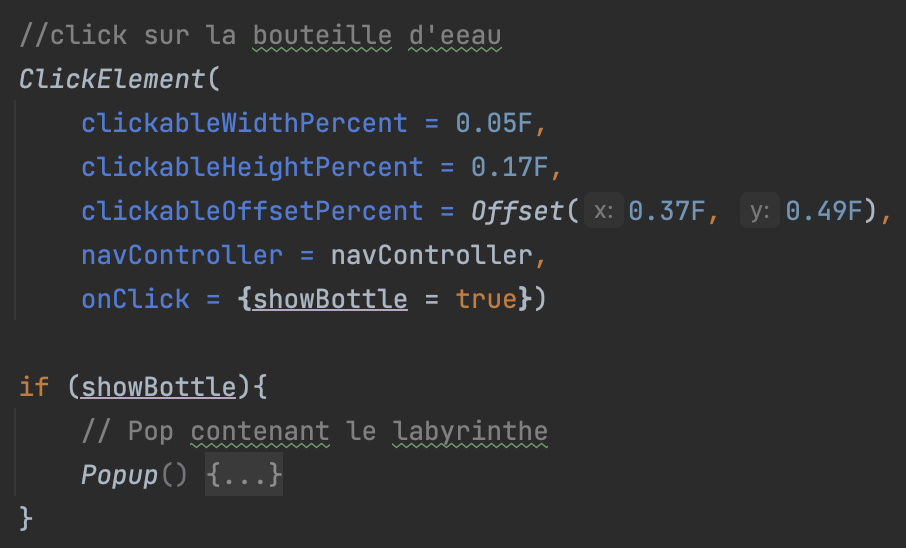 //click sur la bouteille d'eeau
ClickElement(
clickableWidthPercent = 0.05F,
clickableHeightPercent = 0.17F,
clickableOffsetPercent = Offset( x: 0.37F, y: 0.49F),
navController = navController,
onClick = {showBottle = true})
if (showBottle){
// Pop contenant le labyrinthe
Popup() {...}
}